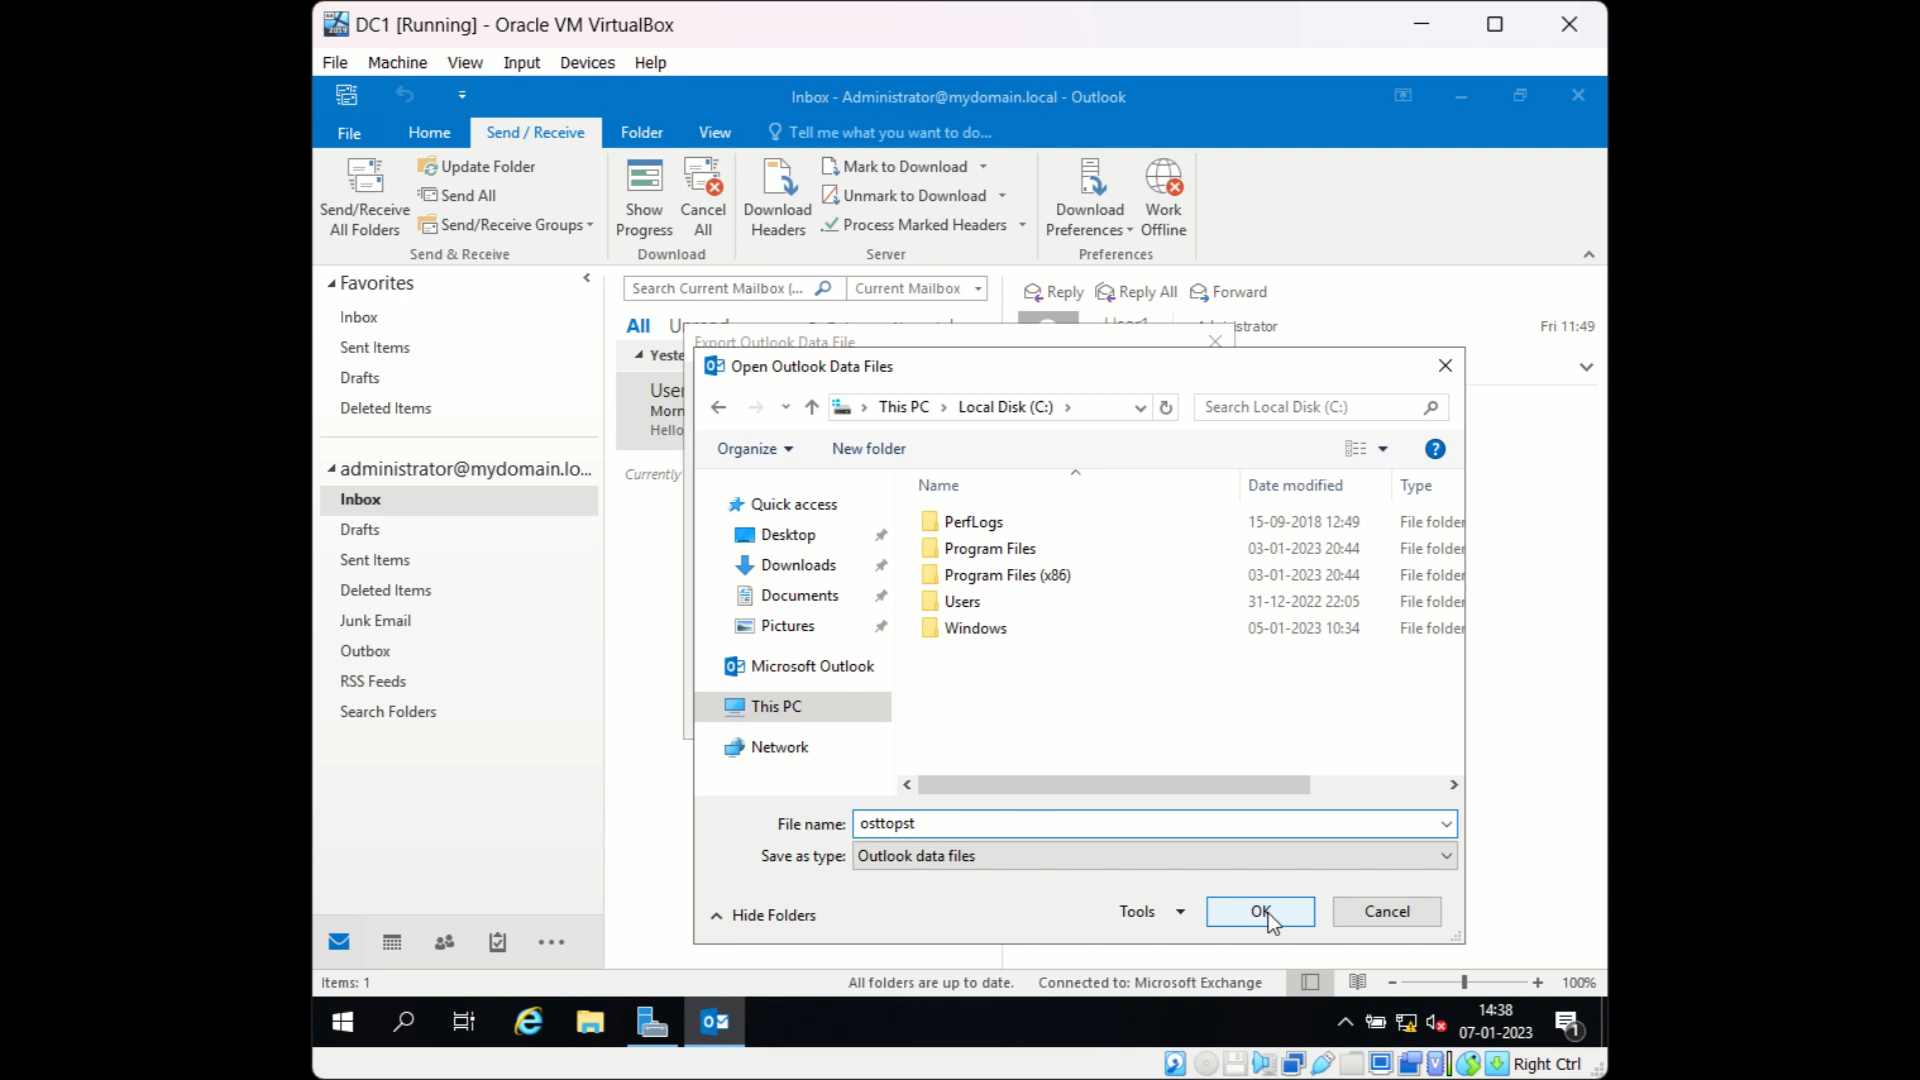 DC1 [Running] - Oracle VM VirtualBox
File Machine View Input Devices Help
Inbox - Administrator@mydomain.local - Outlook
File Home Send / Receive Folder View Tell me what you want to do...
Send/Receive All Folders
Update Folder
Send All
Send/Receive Groups
Send & Receive
Show Progress
Cancel All
Download
Download Headers
Mark to Download
Unmark to Download
Process Marked Headers
Server
Download Preferences
Work Offline
Preferences
Favorites
Inbox
Sent Items
Drafts
Deleted Items
administrator@mydomain.lo...
Inbox
Drafts
Sent Items
Deleted Items
Junk Email
Outbox
RSS Feeds
Search Folders
Search Current Mailbox (... Current Mailbox
All
Yeste
User
Morn
Hello
Currently
Reply Reply All Forward
Fri 11:49
Export Outlook Data File
Open Outlook Data Files
This PC Local Disk (C:)
Search Local Disk (C:)
Organize New folder
Quick access
Desktop
Downloads
Documents
Pictures
Microsoft Outlook
This PC
Network
Name Date modified Type
PerfLogs 15-09-2018 12:49 File folder
Program Files 03-01-2023 20:44 File folder
Program Files (x86) 03-01-2023 20:44 File folder
Users 31-12-2022 22:05 File folder
Windows 05-01-2023 10:34 File folder
File name: osttopst
Save as type: Outlook data files
Hide Folders Tools OK Cancel
Items: 1 All folders are up to date. Connected to: Microsoft Exchange 100%
14:38
07-01-2023
1
Right Ctrl